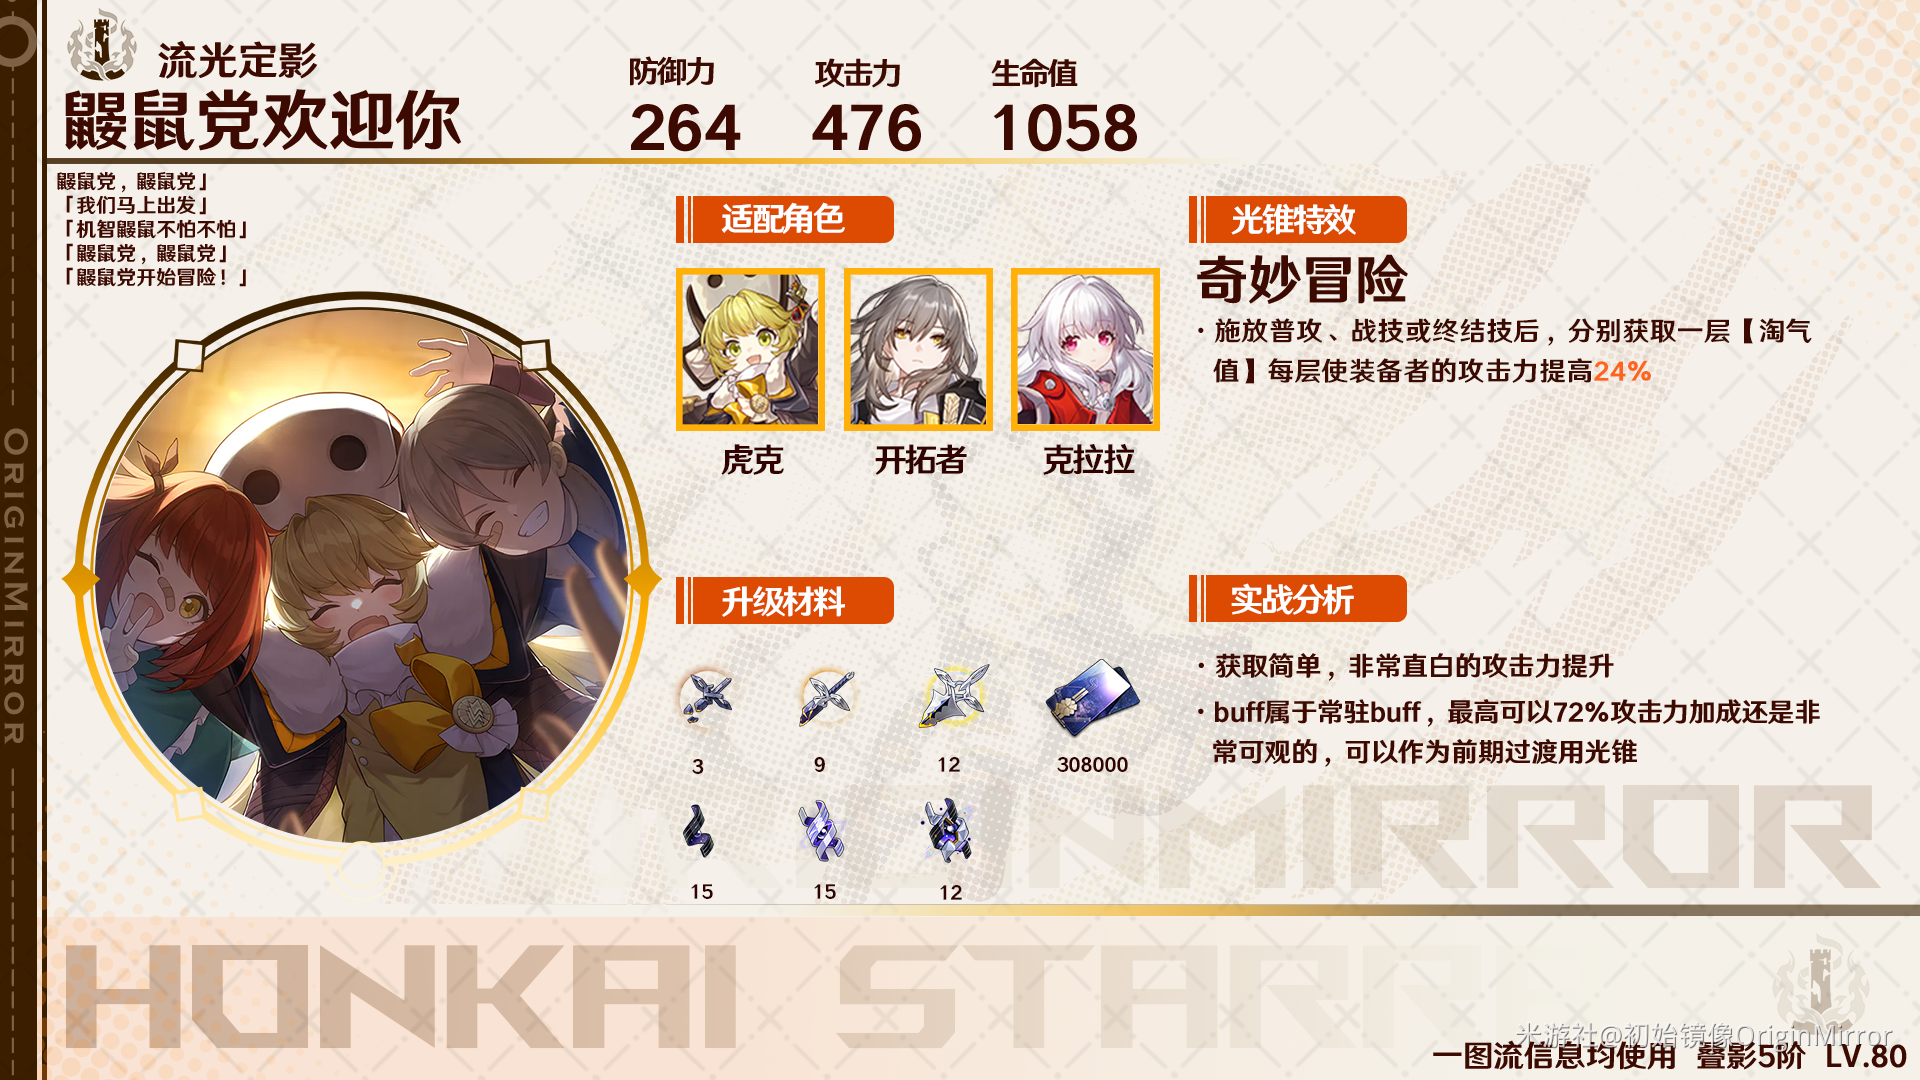 流光定影
鼹鼠党欢迎你
防御力
264
攻击力
476
生命值
1058
鼹鼠党，鼹鼠党」
「我们马上出发」
「机智鼹鼠不怕不怕」
「鼹鼠党，鼹鼠党」
「鼹鼠党开始冒险！」
适配角色
虎克
开拓者
克拉拉
光锥特效
奇妙冒险
·施放普攻、战技或终结技后，分别获取一层【淘气
值】每层使装备者的攻击力提高24%
升级材料
3
9
12
308000
15
15
12
实战分析
·获取简单，非常直白的攻击力提升
·buff属于常驻buff，最高可以72%攻击力加成还是非
常可观的，可以作为前期过渡用光锥
ORIGINMIRROR
HONKAI STARR
米游社@初始镜像OriginMirror
一图流信息均使用 叠影5阶 LV.80